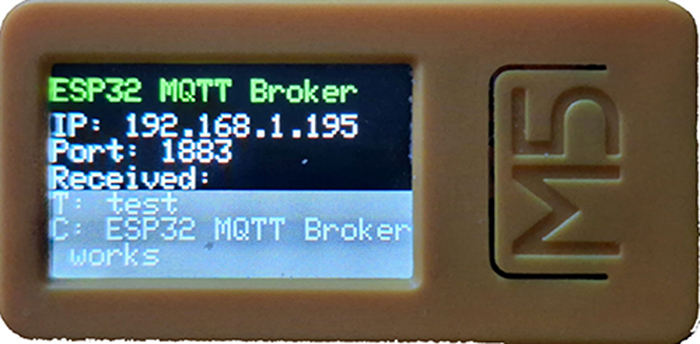 ESP32 MQTT Broker
IP: 192.168.1.195
Port: 1883
Received:
T: test
C: ESP32 MQTT Broker
works
M5